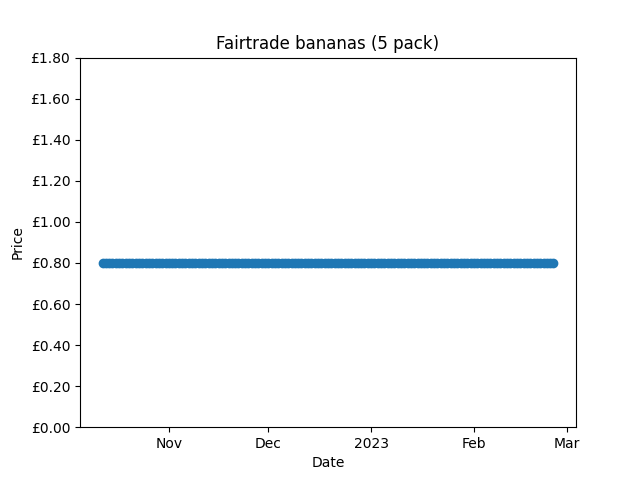 Fairtrade bananas (5 pack)
£1.80
£1.60
£1.40
£1.20
£1.00
£0.80
£0.60
£0.40
£0.20
£0.00
Price
Nov Dec 2023 Feb Mar
Date